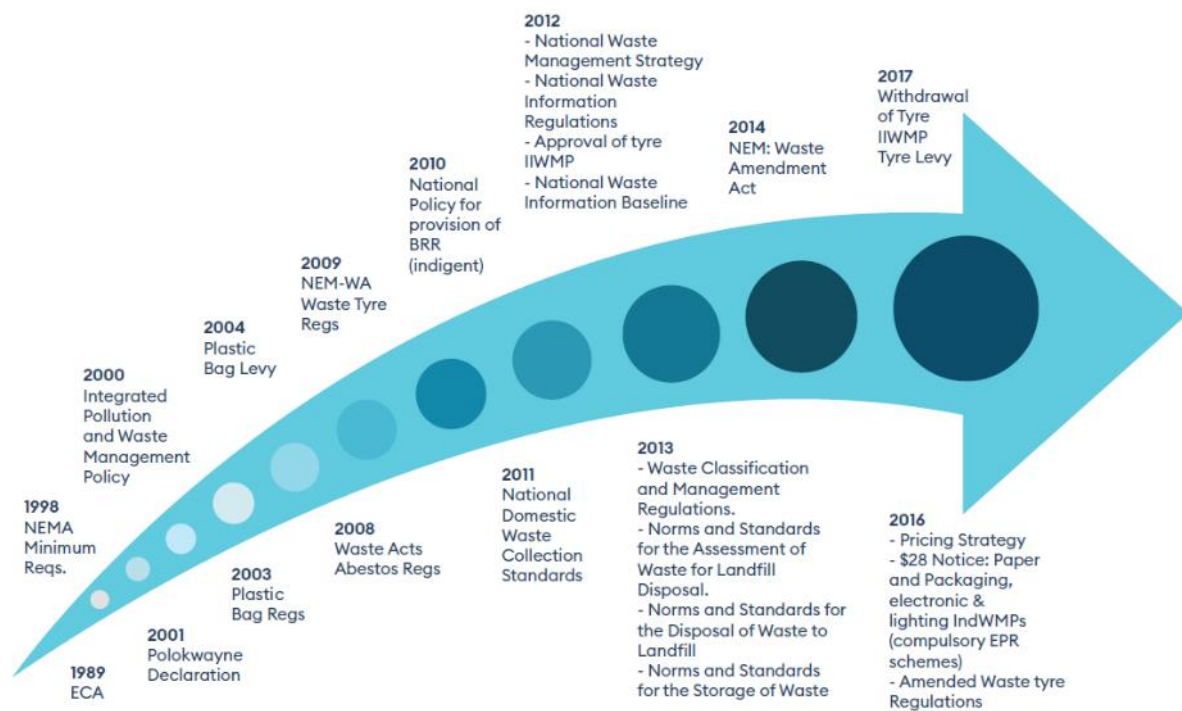 1989
ECA
1998
NEMA
Minimum
Reqs.
2000
Integrated
Pollution
and Waste
Management
Policy
2001
Polokwayne
Declaration
2003
Plastic
Bag Regs
2004
Plastic
Bag Levy
2008
Waste Acts
Abestos Regs
2009
NEM-WA
Waste Tyre
Regs
2010
National
Policy for
provision of
BRR
(indigent)
2011
National
Domestic
Waste
Collection
Standards
2012
- National Waste
Management Strategy
- National Waste
Information
Regulations
- Approval of tyre
IIWMP
- National Waste
Information Baseline
2013
- Waste Classification
and Management
Regulations.
- Norms and Standards
for the Assessment of
Waste for Landfill
Disposal.
- Norms and Standards for
the Disposal of Waste to
Landfill
- Norms and Standards
for the Storage of Waste
2014
NEM: Waste
Amendment
Act
2016
- Pricing Strategy
- $28 Notice: Paper
and Packaging,
electronic &
lighting IndWMPs
(compulsory EPR
schemes)
- Amended Waste tyre
Regulations
2017
Withdrawal
of Tyre
IIWMP
Tyre Levy